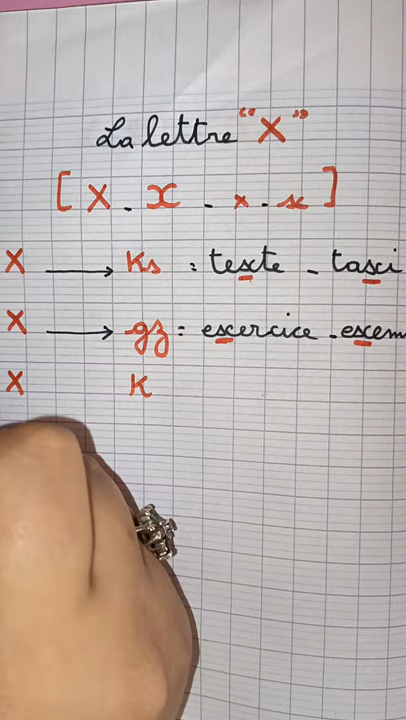 La lettre "X"
[ X - x - x - x ]
X → ks : texte - taxi
X → gz = exercice - exem
X k